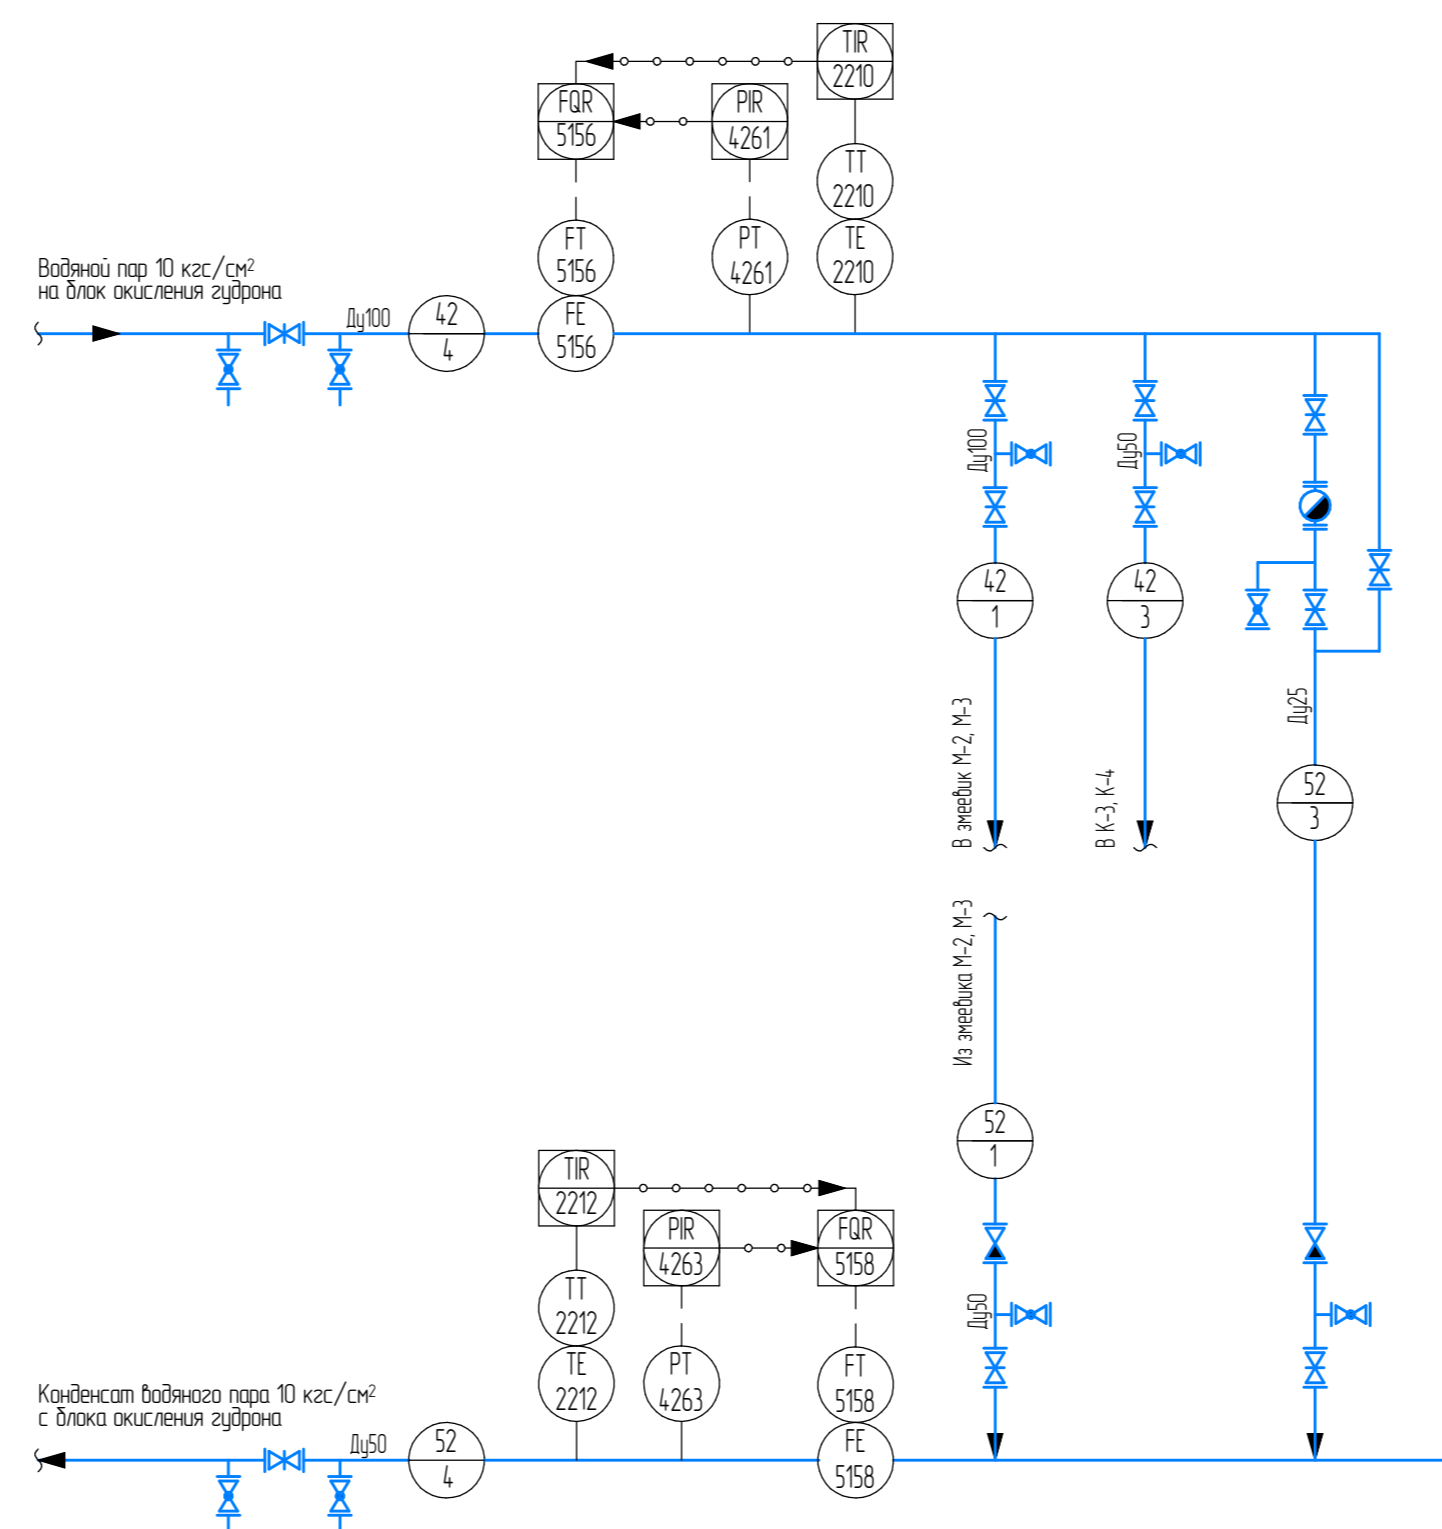 TIR
2210
FQR
5156
PIR
4261
TT
2210
FT
5156
PT
4261
TE
2210
Водяной пар 10 кгс/см²
на блок окисления гудрона
Ду100
42
4
FE
5156
Ду100
Ду50
42
1
42
3
Ду25
В змеевик М-2, М-3
В К-3, К-4
52
3
Из змеевика М-2, М-3
52
1
TIR
2212
PIR
4263
FQR
5158
TT
2212
Ду50
TE
2212
PT
4263
FT
5158
Конденсат водяного пара 10 кгс/см²
с блока окисления гудрона
Ду50
52
4
FE
5158